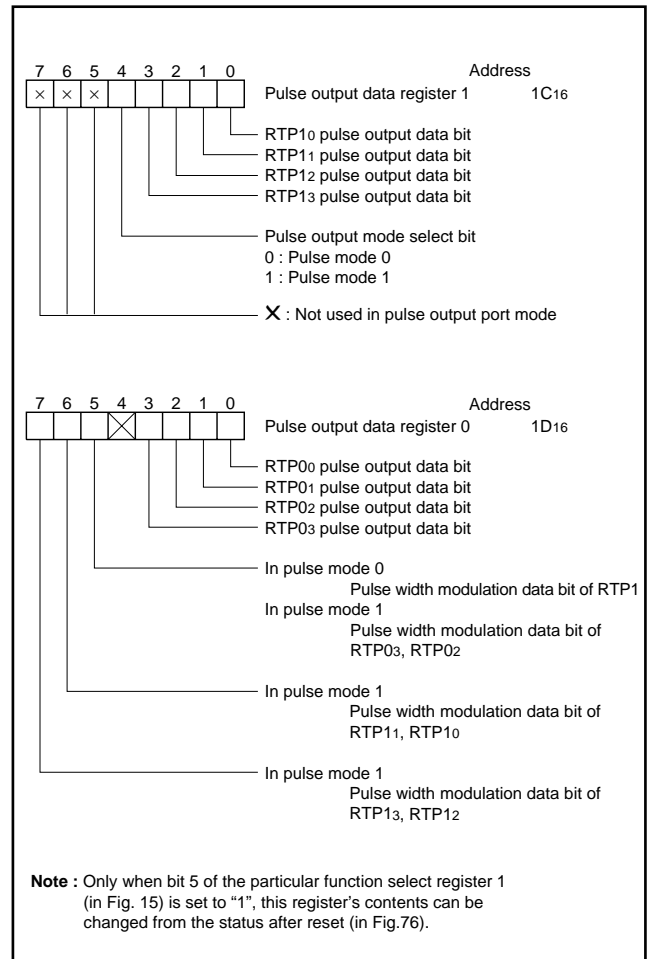 7 6 5 4 3 2 1 0 Address
× × × Pulse output data register 1 1C16
RTP10 pulse output data bit
RTP11 pulse output data bit
RTP12 pulse output data bit
RTP13 pulse output data bit
Pulse output mode select bit
0 : Pulse mode 0
1 : Pulse mode 1
X : Not used in pulse output port mode
7 6 5 4 3 2 1 0 Address
Pulse output data register 0 1D16
RTP00 pulse output data bit
RTP01 pulse output data bit
RTP02 pulse output data bit
RTP03 pulse output data bit
In pulse mode 0
Pulse width modulation data bit of RTP1
In pulse mode 1
Pulse width modulation data bit of
RTP03, RTP02
In pulse mode 1
Pulse width modulation data bit of
RTP11, RTP10
In pulse mode 1
Pulse width modulation data bit of
RTP13, RTP12
Note : Only when bit 5 of the particular function select register 1
(in Fig. 15) is set to “1”, this register’s contents can be
changed from the status after reset (in Fig.76).